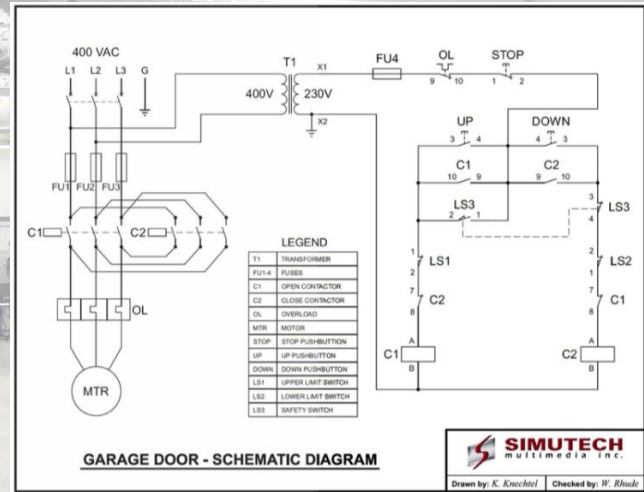 400 VAC
L1 L2 L3 G
T1
X1
400V 230V
X2
FU4 OL STOP
9 10 1 2
UP DOWN
3 4 4 3
C1 C2
10 9 9 10
LS3
2 1
3
LS3
4
FU1 FU2 FU3
C1 C2
1
LS1
2
2
LS2
1
7
C2
8
7
C1
8
A
C1
B
A
C2
B
OL
MTR
LEGEND
T1 TRANSFORMER
FU1-4 FUSES
C1 OPEN CONTACTOR
C2 CLOSE CONTACTOR
OL OVERLOAD
MTR MOTOR
STOP STOP PUSHBUTTON
UP UP PUSHBUTTON
DOWN DOWN PUSHBUTTON
LS1 UPPER LIMIT SWITCH
LS2 LOWER LIMIT SWITCH
LS3 SAFETY SWITCH
GARAGE DOOR - SCHEMATIC DIAGRAM
SIMUTECH
multimedia inc.
Drawn by: K. Knechtel Checked by: W. Rhude